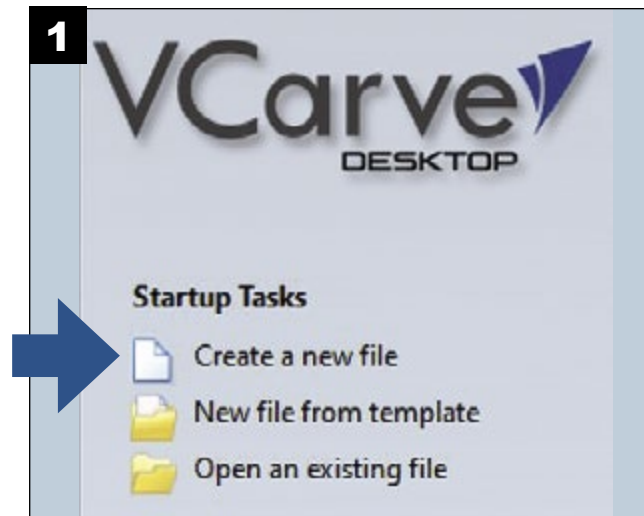 1
VCarve
DESKTOP
Startup Tasks
Create a new file
New file from template
Open an existing file